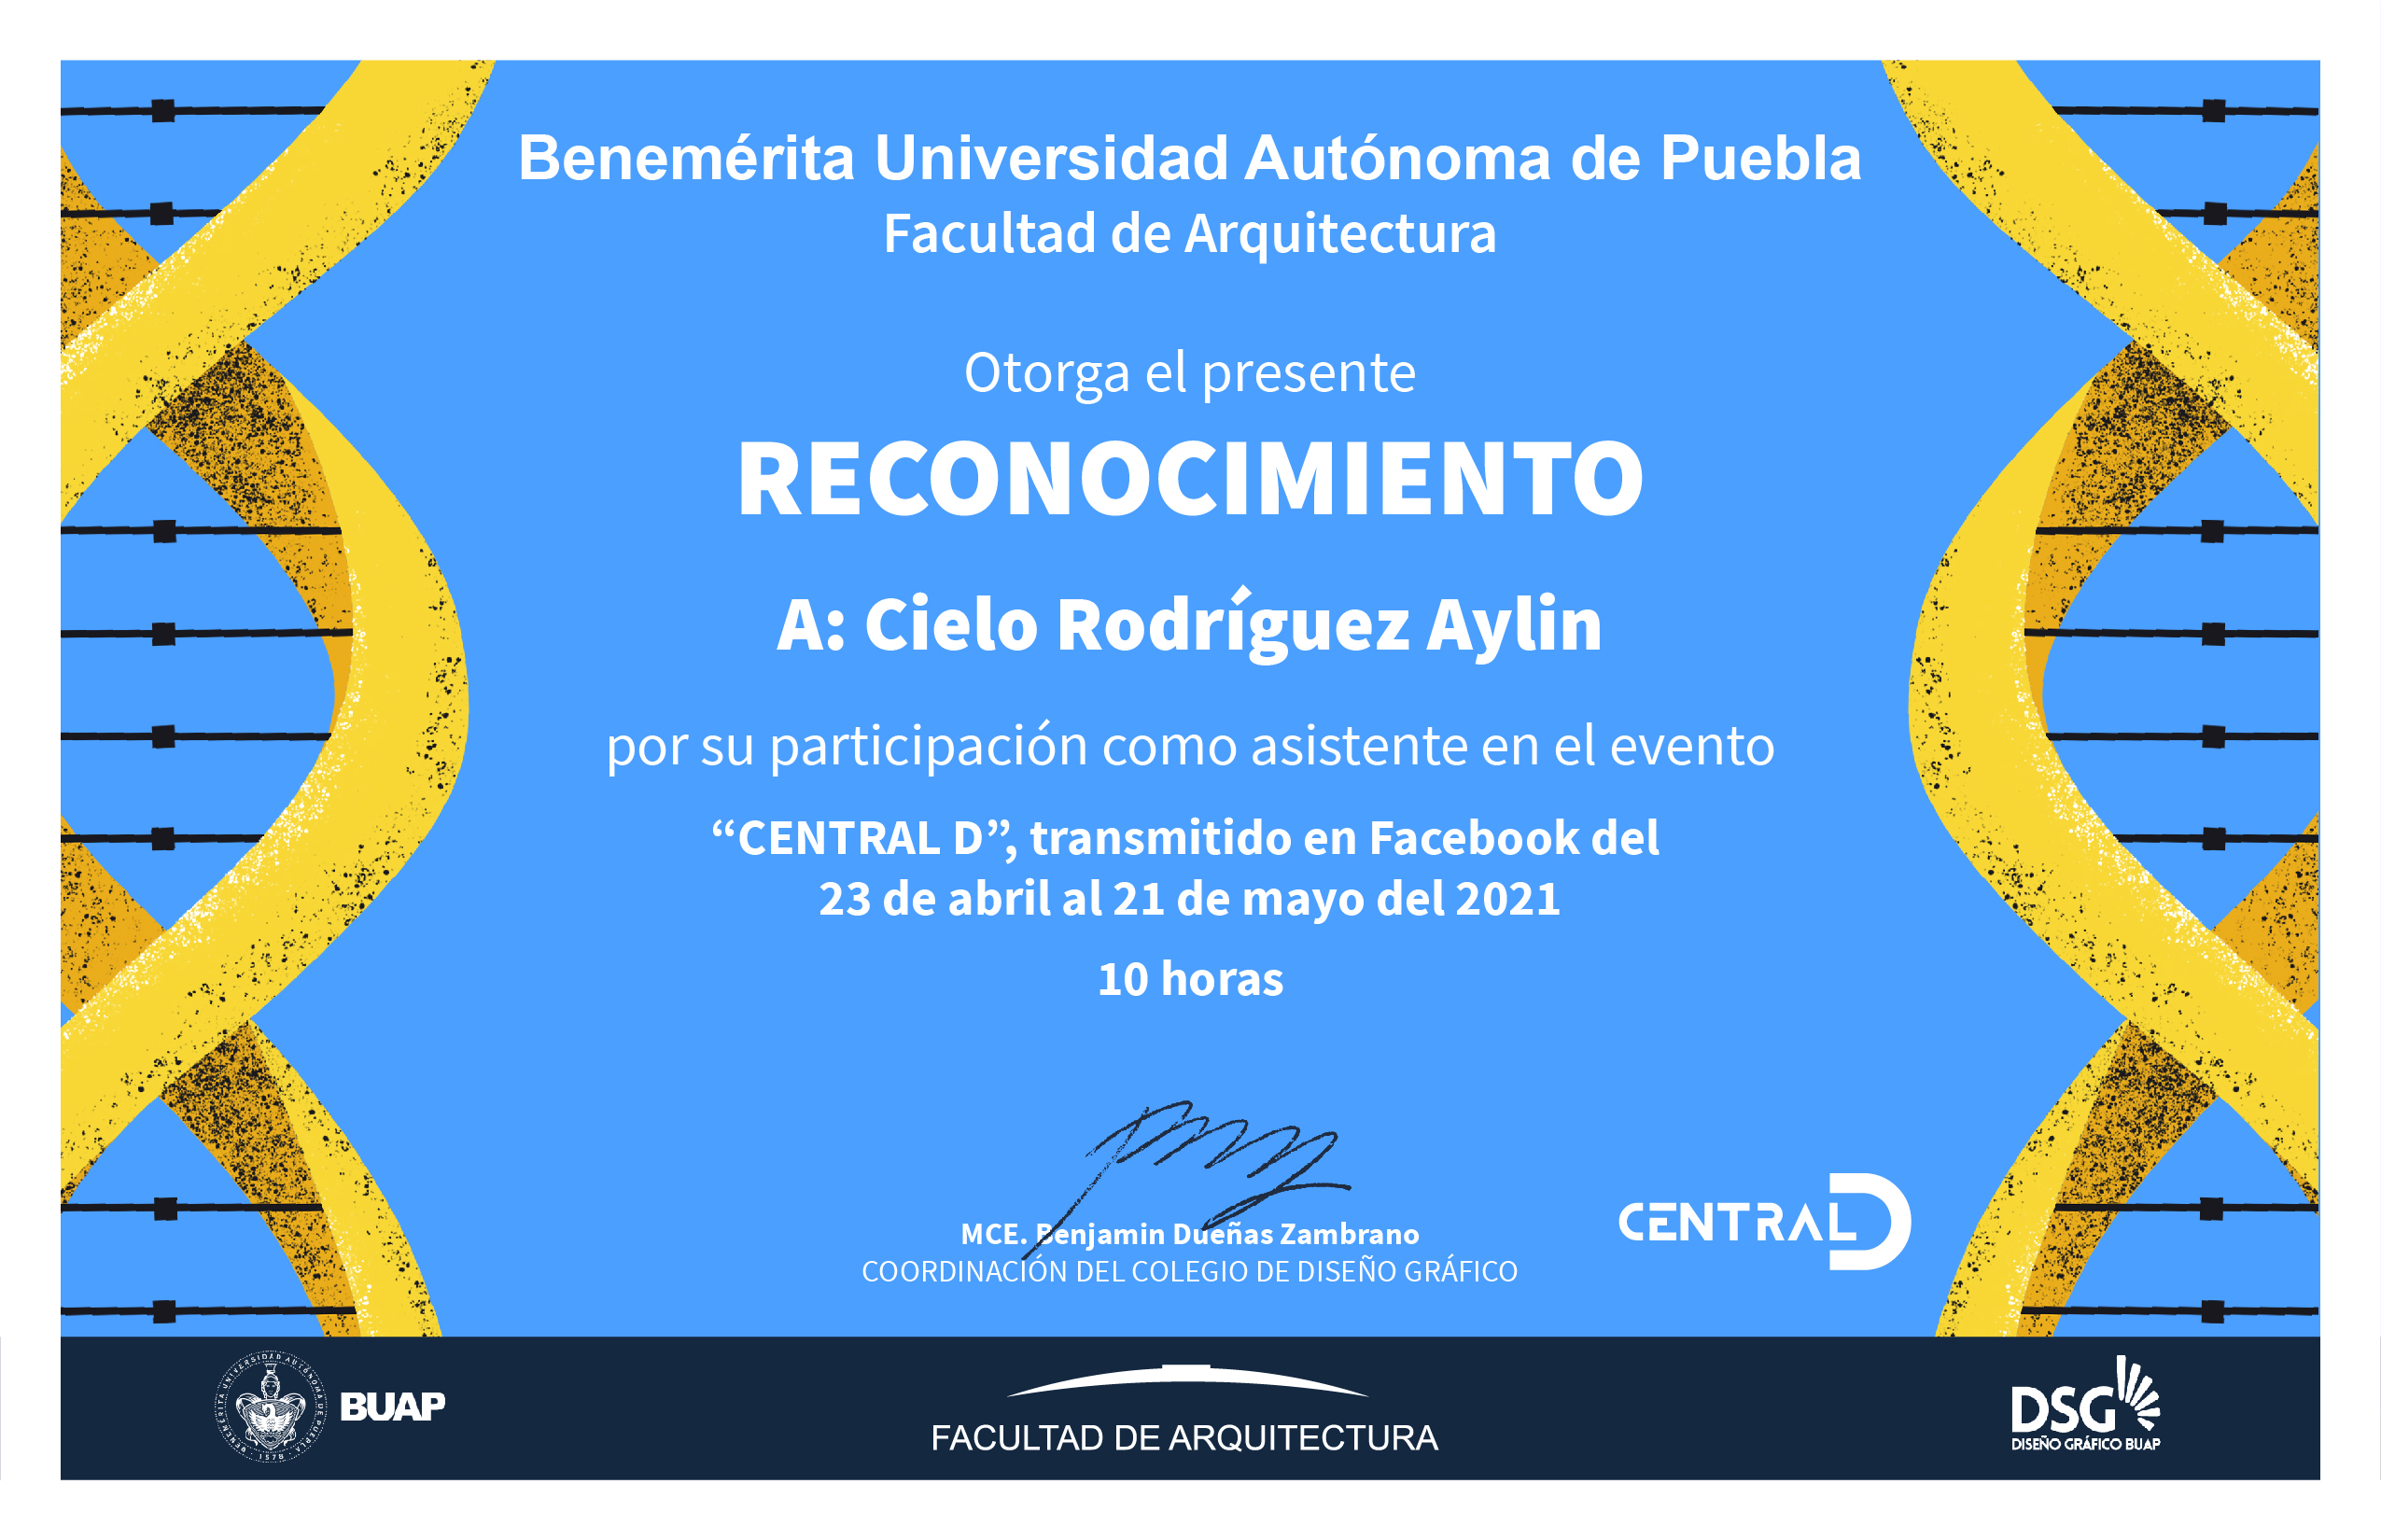 Benemérita Universidad Autónoma de Puebla
Facultad de Arquitectura
Otorga el presente
RECONOCIMIENTO
A: Cielo Rodríguez Aylin
por su participación como asistente en el evento
“CENTRAL D”, transmitido en Facebook del
23 de abril al 21 de mayo del 2021
10 horas
MCE. Benjamin Dueñas Zambrano
COORDINACIÓN DEL COLEGIO DE DISEÑO GRÁFICO
CENTRAL D
BENEMÉRITA UNIVERSIDAD AUTÓNOMA DE PUEBLA
1578
BUAP
FACULTAD DE ARQUITECTURA
DSG
DISEÑO GRÁFICO BUAP